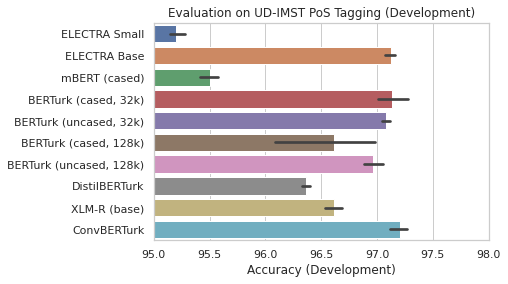 Evaluation on UD-IMST PoS Tagging (Development)
ELECTRA Small
ELECTRA Base
mBERT (cased)
BERTurk (cased, 32k)
BERTurk (uncased, 32k)
BERTurk (cased, 128k)
BERTurk (uncased, 128k)
DistilBERTurk
XLM-R (base)
ConvBERTurk
95.0 95.5 96.0 96.5 97.0 97.5 98.0
Accuracy (Development)